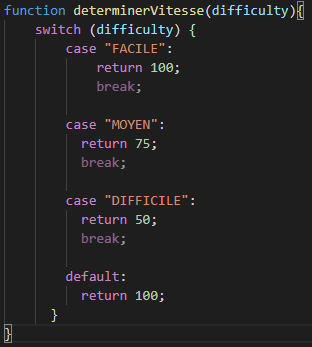 function determinerVitesse(difficulty){
    switch (difficulty) {
        case "FACILE":
            return 100;
            break;

        case "MOYEN":
          return 75;
          break;

        case "DIFFICILE":
          return 50;
          break;

        default:
          return 100;
      }
}